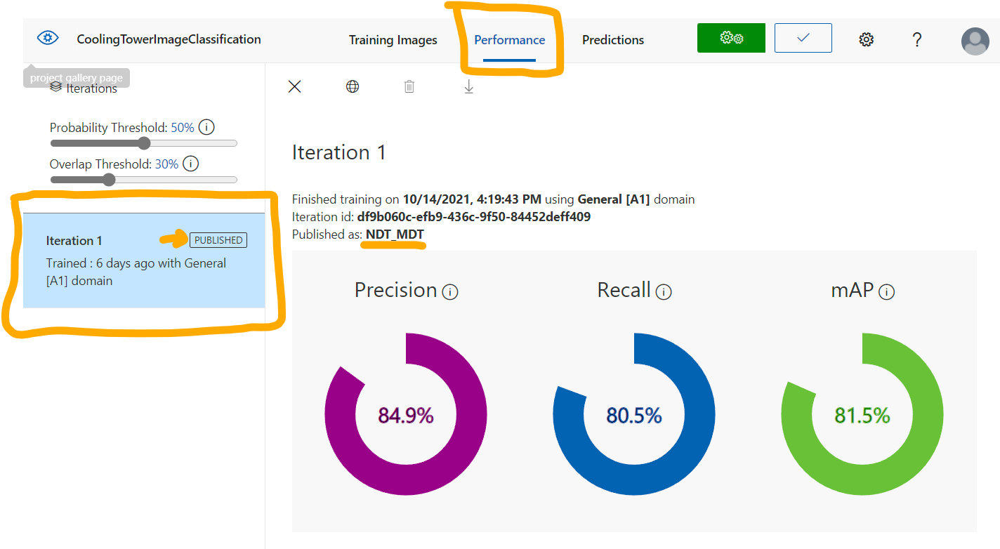 CoolingTowerImageClassification
Training Images
Performance
Predictions
?
project gallery page
Iterations
Probability Threshold: 50% i
Overlap Threshold: 30% i
Iteration 1
PUBLISHED
Trained : 6 days ago with General
[A1] domain
Iteration 1
Finished training on 10/14/2021, 4:19:43 PM using General [A1] domain
Iteration id: df9b060c-efb9-436c-9f50-84452deff409
Published as: NDT_MDT
Precision i
Recall i
mAP i
84.9%
80.5%
81.5%